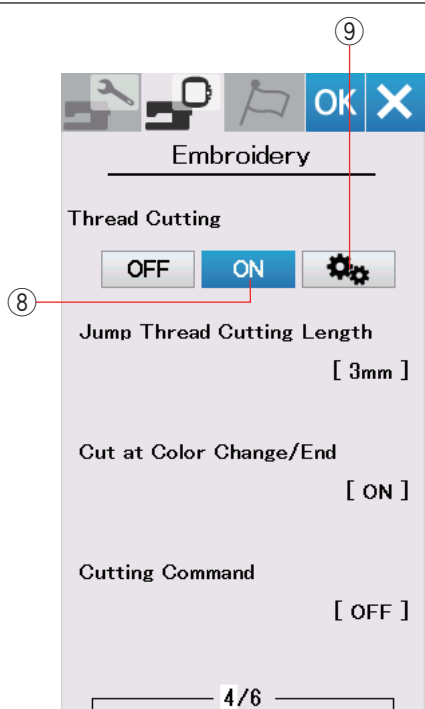 ⑨
OK X
Embroidery
Thread Cutting
OFF ON
⑧
Jump Thread Cutting Length
[ 3mm ]
Cut at Color Change/End
[ ON ]
Cutting Command
[ OFF ]
4/6